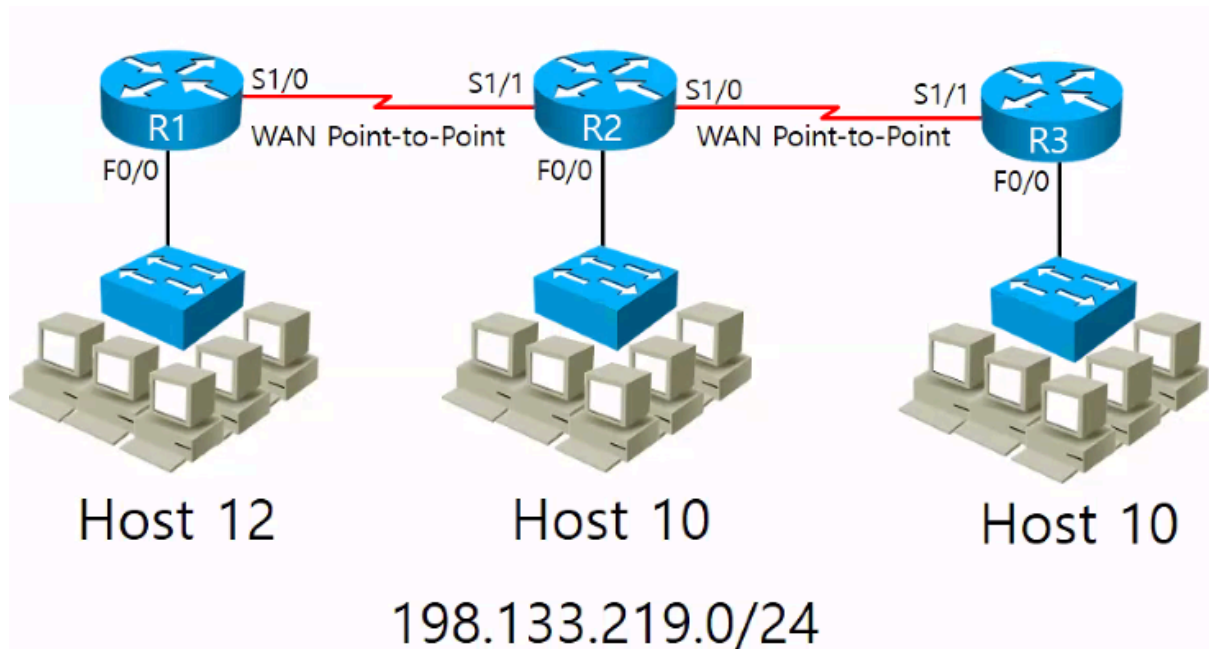 S1/0
S1/1
S1/0
S1/1
R1
WAN Point-to-Point
R2
WAN Point-to-Point
R3
F0/0
F0/0
F0/0
Host 12
Host 10
Host 10
198.133.219.0/24